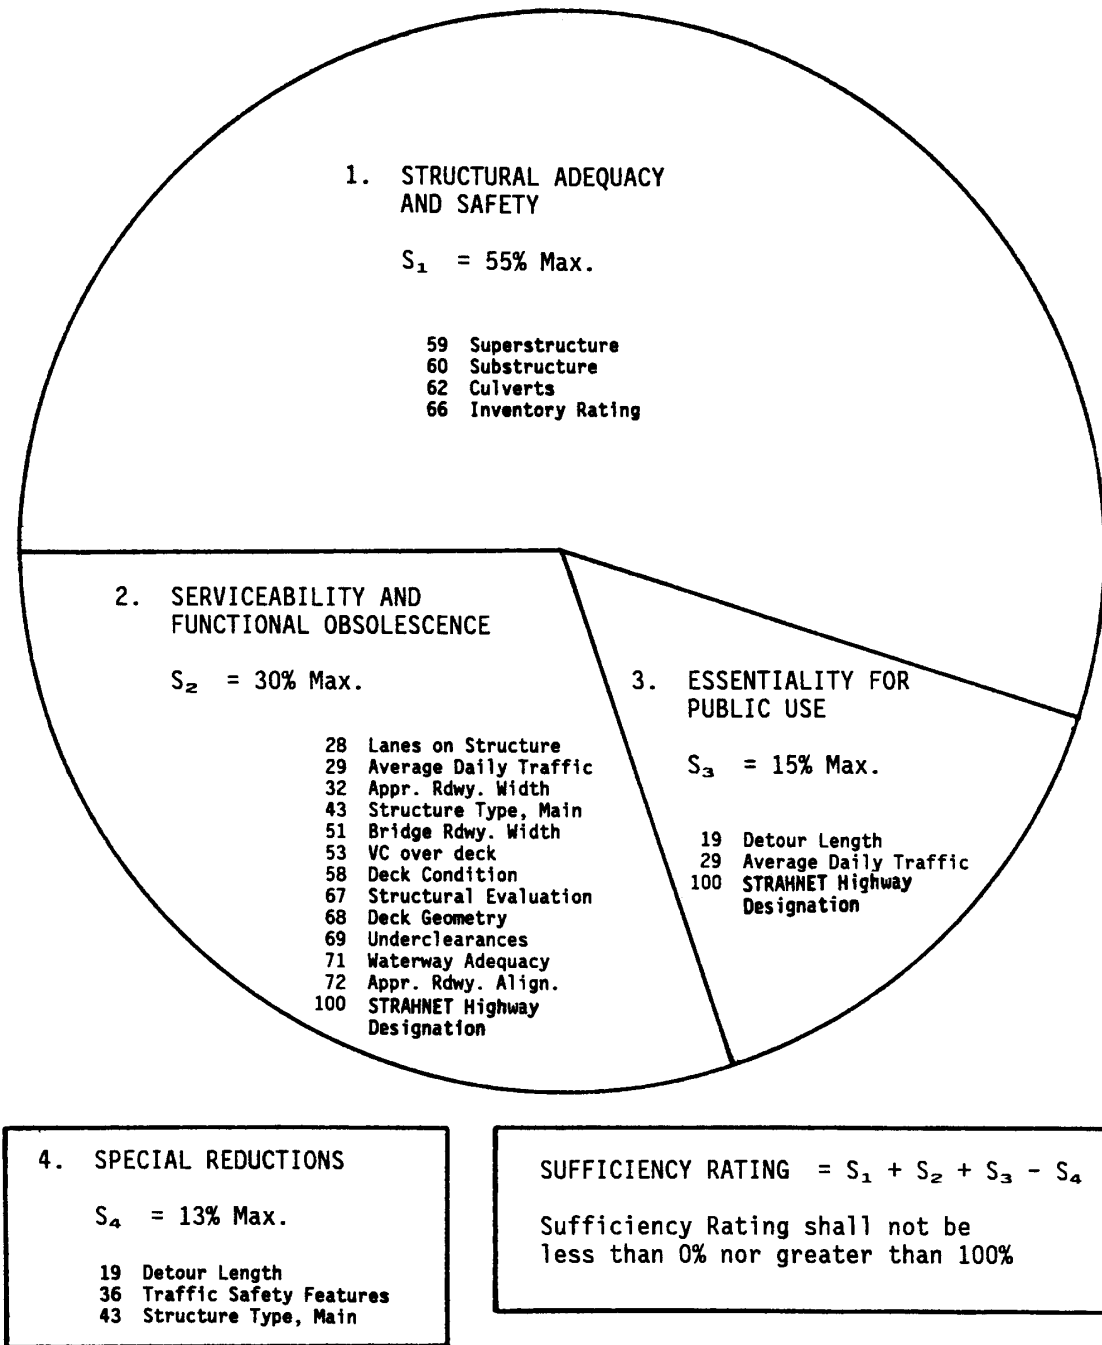 1. STRUCTURAL ADEQUACY
AND SAFETY
S₁ = 55% Max.
59 Superstructure
60 Substructure
62 Culverts
66 Inventory Rating
2. SERVICEABILITY AND
FUNCTIONAL OBSOLESCENCE
S₂ = 30% Max.
28 Lanes on Structure
29 Average Daily Traffic
32 Appr. Rdwy. Width
43 Structure Type, Main
51 Bridge Rdwy. Width
53 VC over deck
58 Deck Condition
67 Structural Evaluation
68 Deck Geometry
69 Underclearances
71 Waterway Adequacy
72 Appr. Rdwy. Align.
100 STRAHNET Highway
Designation
3. ESSENTIALITY FOR
PUBLIC USE
S₃ = 15% Max.
19 Detour Length
29 Average Daily Traffic
100 STRAHNET Highway
Designation
4. SPECIAL REDUCTIONS
S₄ = 13% Max.
19 Detour Length
36 Traffic Safety Features
43 Structure Type, Main
SUFFICIENCY RATING = S₁ + S₂ + S₃ - S₄
Sufficiency Rating shall not be
less than 0% nor greater than 100%